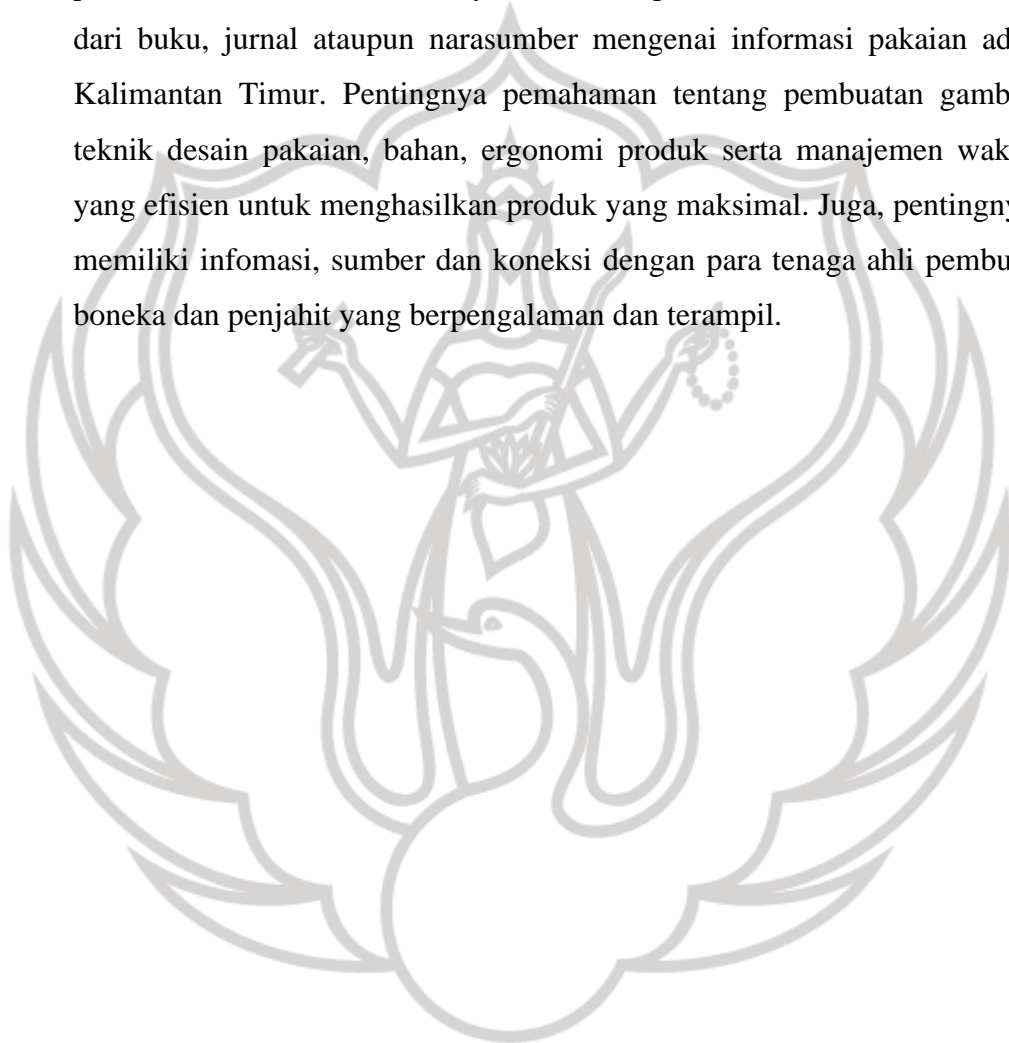 dari buku, jurnal ataupun narasumber mengenai informasi pakaian ad
Kalimantan Timur. Pentingnya pemahaman tentang pembuatan gamb
teknik desain pakaian, bahan, ergonomi produk serta manajemen wak
yang efisien untuk menghasilkan produk yang maksimal. Juga, pentingny
memiliki infomasi, sumber dan koneksi dengan para tenaga ahli pembu
boneka dan penjahit yang berpengalaman dan terampil.